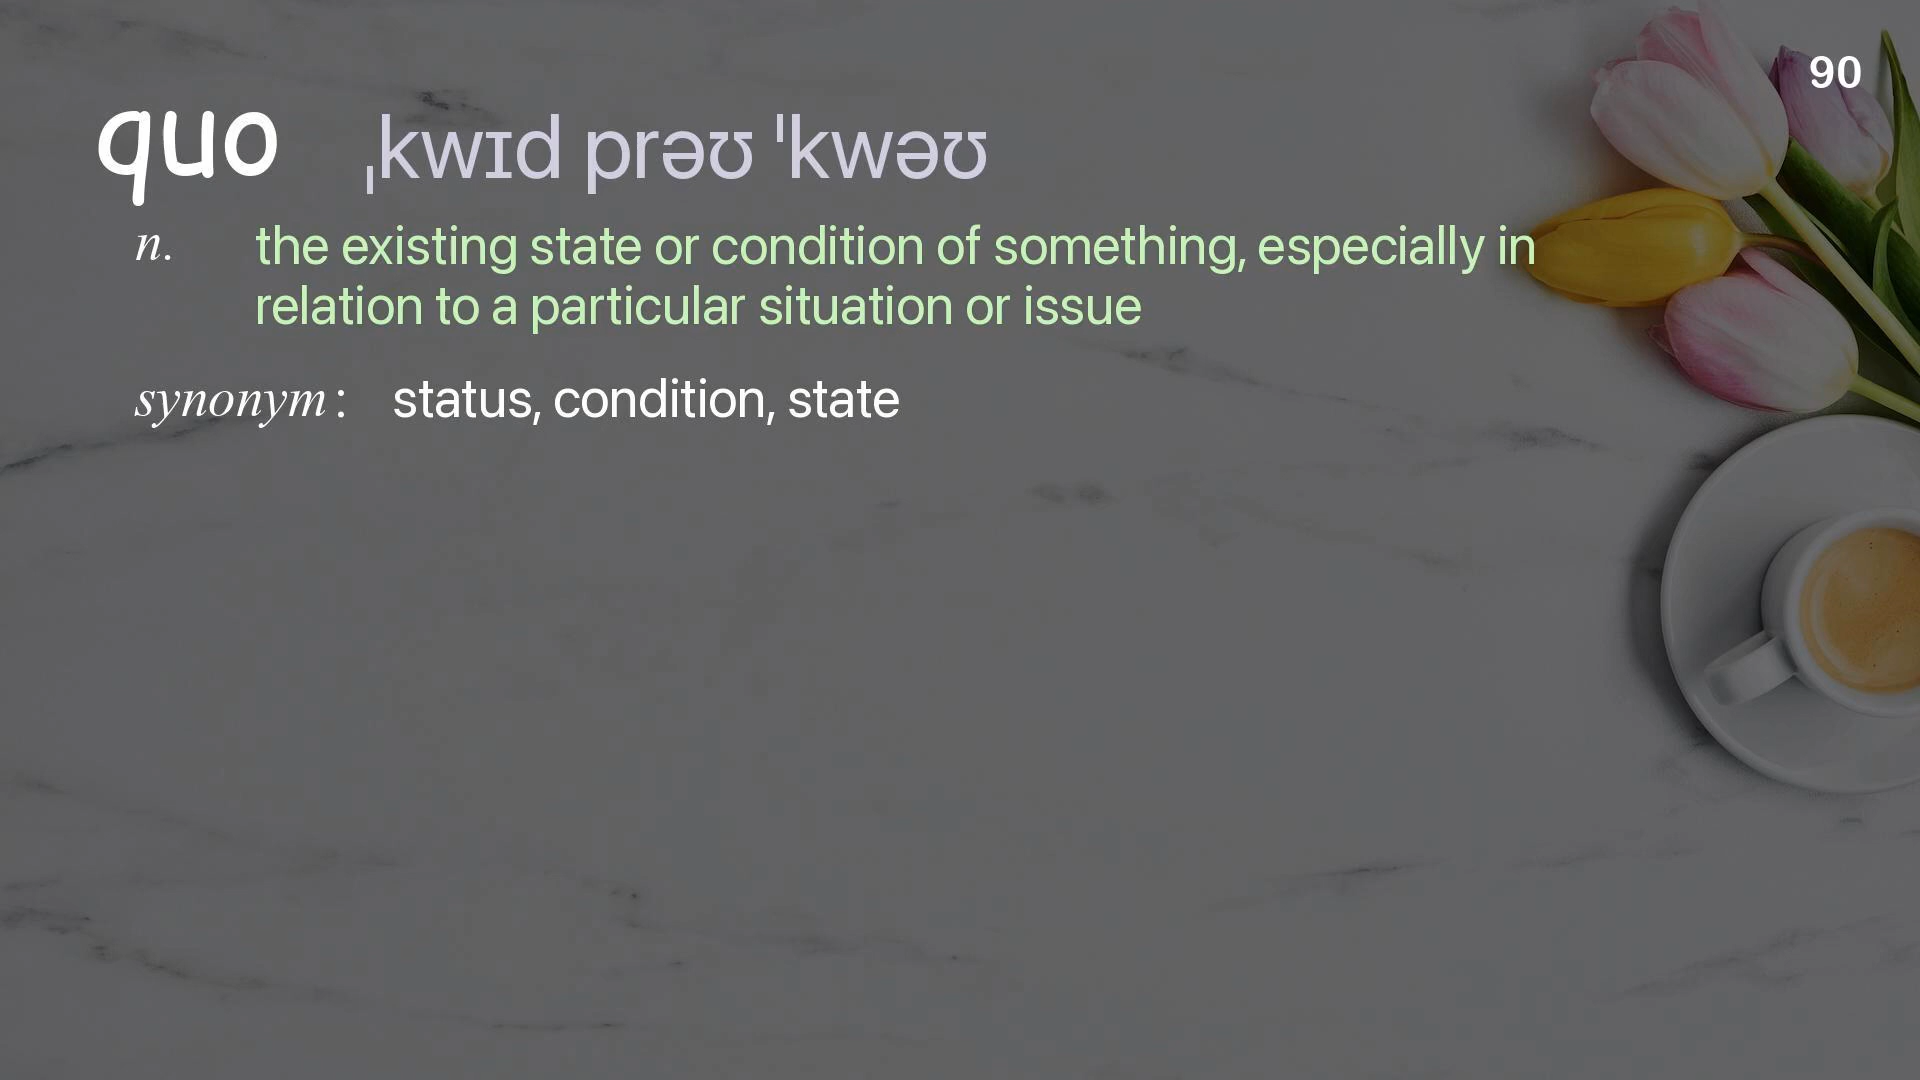 90
quo ˌkwɪd prəʊ ˈkwəʊ
n. the existing state or condition of something, especially in
relation to a particular situation or issue
synonym : status, condition, state